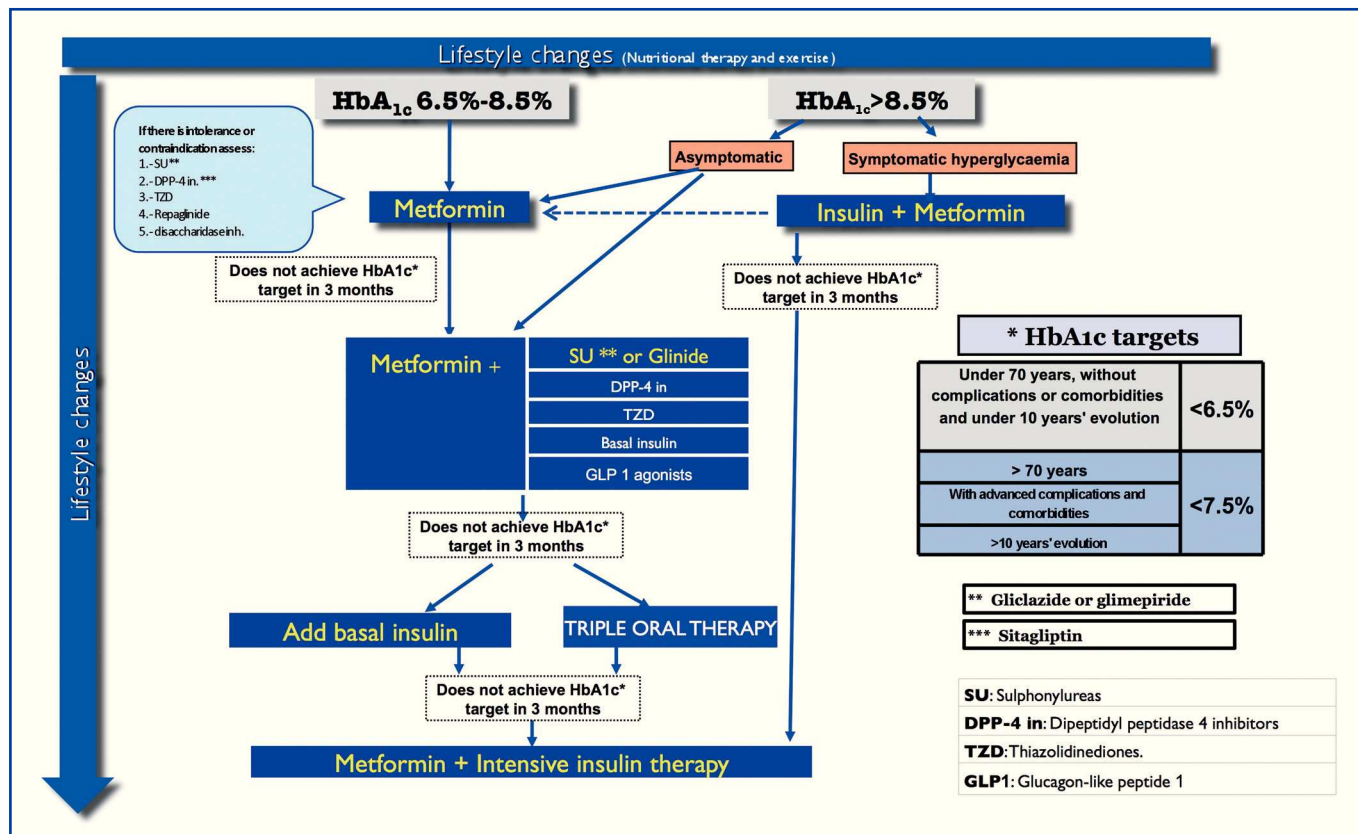 Lifestyle changes (Nutritional therapy and exercise)
HbA1c 6.5%-8.5%
HbA1c>8.5%
If there is intolerance or
contraindication assess:
1.- SU**
2.- DPP-4 in. ***
3.- TZD
4.- Repaglinide
5.- disaccharidase inh.
Asymptomatic
Symptomatic hyperglycaemia
Metformin
Insulin + Metformin
Does not achieve HbA1c*
target in 3 months
Does not achieve HbA1c*
target in 3 months
Lifestyle changes
Metformin +
SU ** or Glinide
DPP-4 in
TZD
Basal insulin
GLP 1 agonists
Does not achieve HbA1c*
target in 3 months
Add basal insulin
TRIPLE ORAL THERAPY
Does not achieve HbA1c*
target in 3 months
Metformin + Intensive insulin therapy
* HbA1c targets
Under 70 years, without
complications or comorbidities
and under 10 years' evolution
<6.5%
> 70 years
With advanced complications and
comorbidities
>10 years' evolution
<7.5%
** Gliclazide or glimepiride
*** Sitagliptin
SU: Sulphonylureas
DPP-4 in: Dipeptidyl peptidase 4 inhibitors
TZD: Thiazolidinediones.
GLP1: Glucagon-like peptide 1